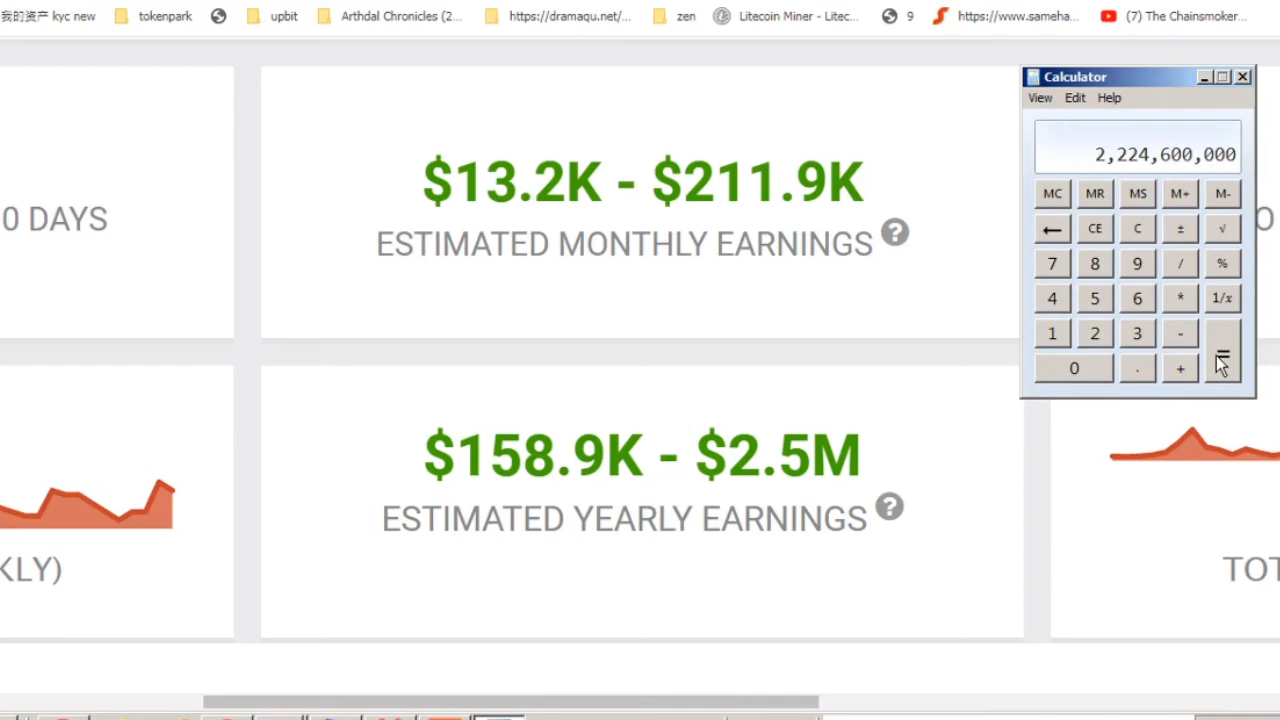 我的资产 kyc new tokenpark upbit Arthdal Chronicles (2... https://dramaqu.net/... zen Litecoin Miner - Litec... 9 https://www.sameha... (7) The Chainsmoker...
Calculator
View Edit Help
2,224,600,000
MC MR MS M+ M-
← CE C ± √
7 8 9 / %
4 5 6 * 1/x
1 2 3 - =
0 . +
0 DAYS
$13.2K - $211.9K
ESTIMATED MONTHLY EARNINGS ?
$158.9K - $2.5M
ESTIMATED YEARLY EARNINGS ?
KLY)
TOT